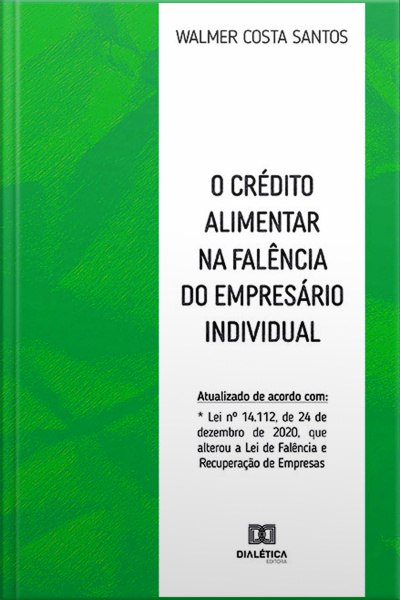 WALMER COSTA SANTOS
O CRÉDITO
ALIMENTAR
NA FALÊNCIA
DO EMPRESÁRIO
INDIVIDUAL
Atualizado de acordo com:
* Lei nº 14.112, de 24 de
dezembro de 2020, que
alterou a Lei de Falência e
Recuperação de Empresas
DIALÉTICA
EDITORA